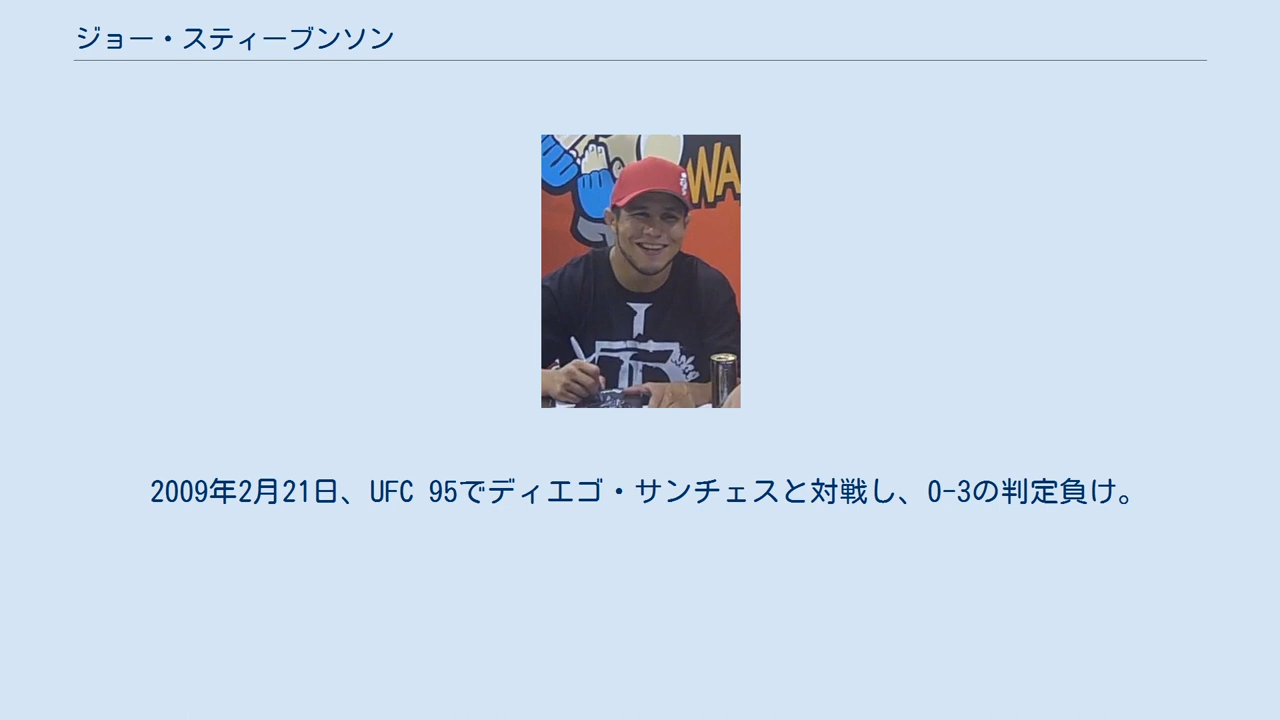 ジョー・スティーブンソン
WA
2009年2月21日、UFC 95でディエゴ・サンチェスと対戦し、0-3の判定負け。